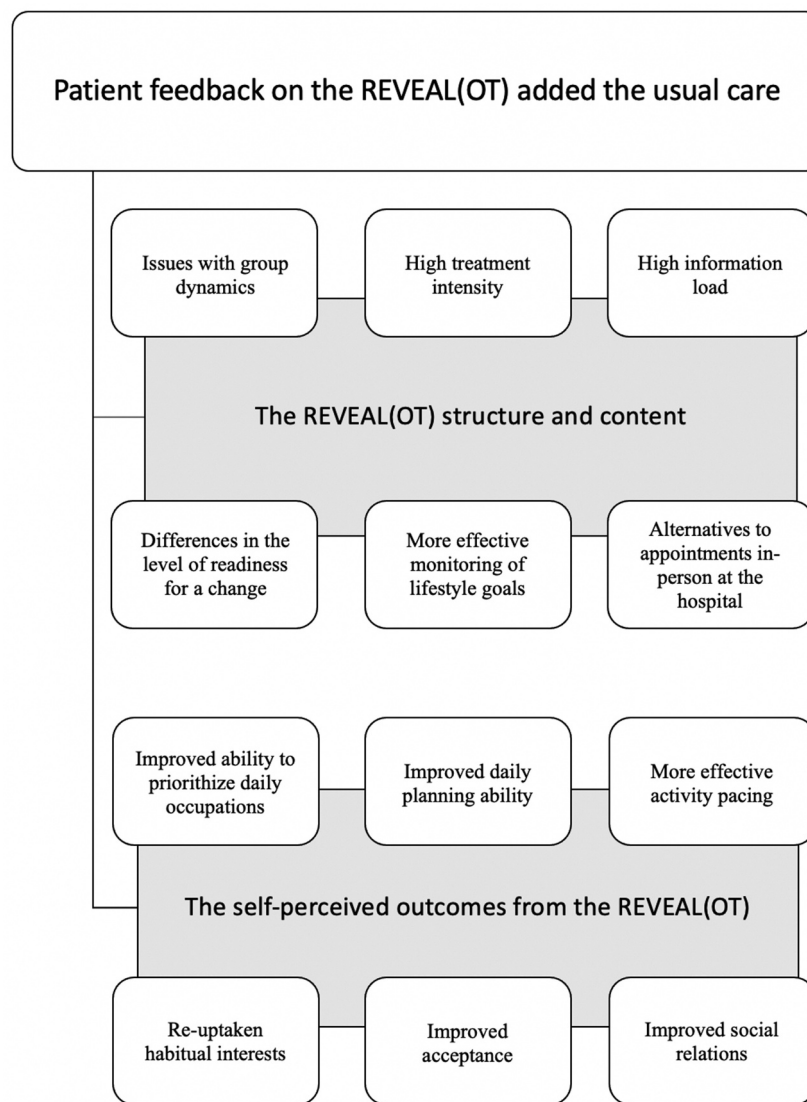 Patient feedback on the REVEAL(OT) added the usual care
Issues with group
dynamics
High treatment
intensity
High information
load
The REVEAL(OT) structure and content
Differences in the
level of readiness
for a change
More effective
monitoring of
lifestyle goals
Alternatives to
appointments in-
person at the
hospital
Improved ability to
priorithize daily
occupations
Improved daily
planning ability
More effective
activity pacing
The self-perceived outcomes from the REVEAL(OT)
Re-uptaken
habitual interests
Improved
acceptance
Improved social
relations